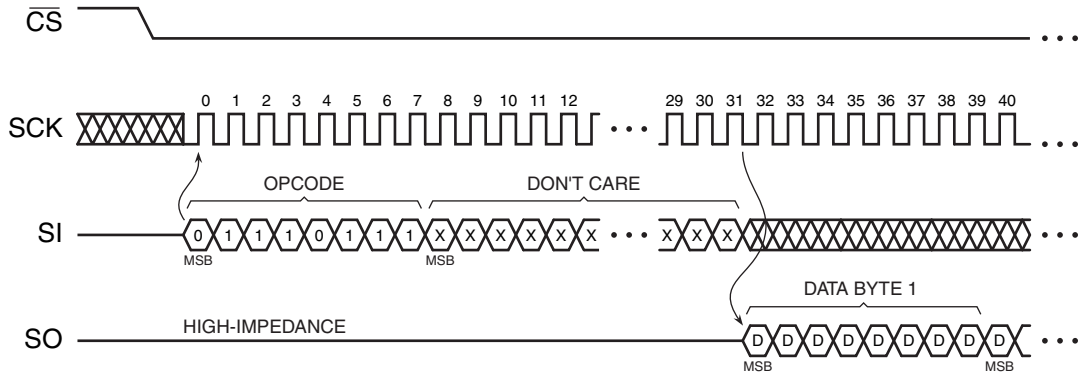 CS
0 1 2 3 4 5 6 7 8 9 10 11 12 29 30 31 32 33 34 35 36 37 38 39 40
SCK
OPCODE DON'T CARE
SI 0 1 1 1 0 1 1 1 X X X X X X X X X
MSB MSB
DATA BYTE 1
HIGH-IMPEDANCE
SO D D D D D D D D D
MSB MSB